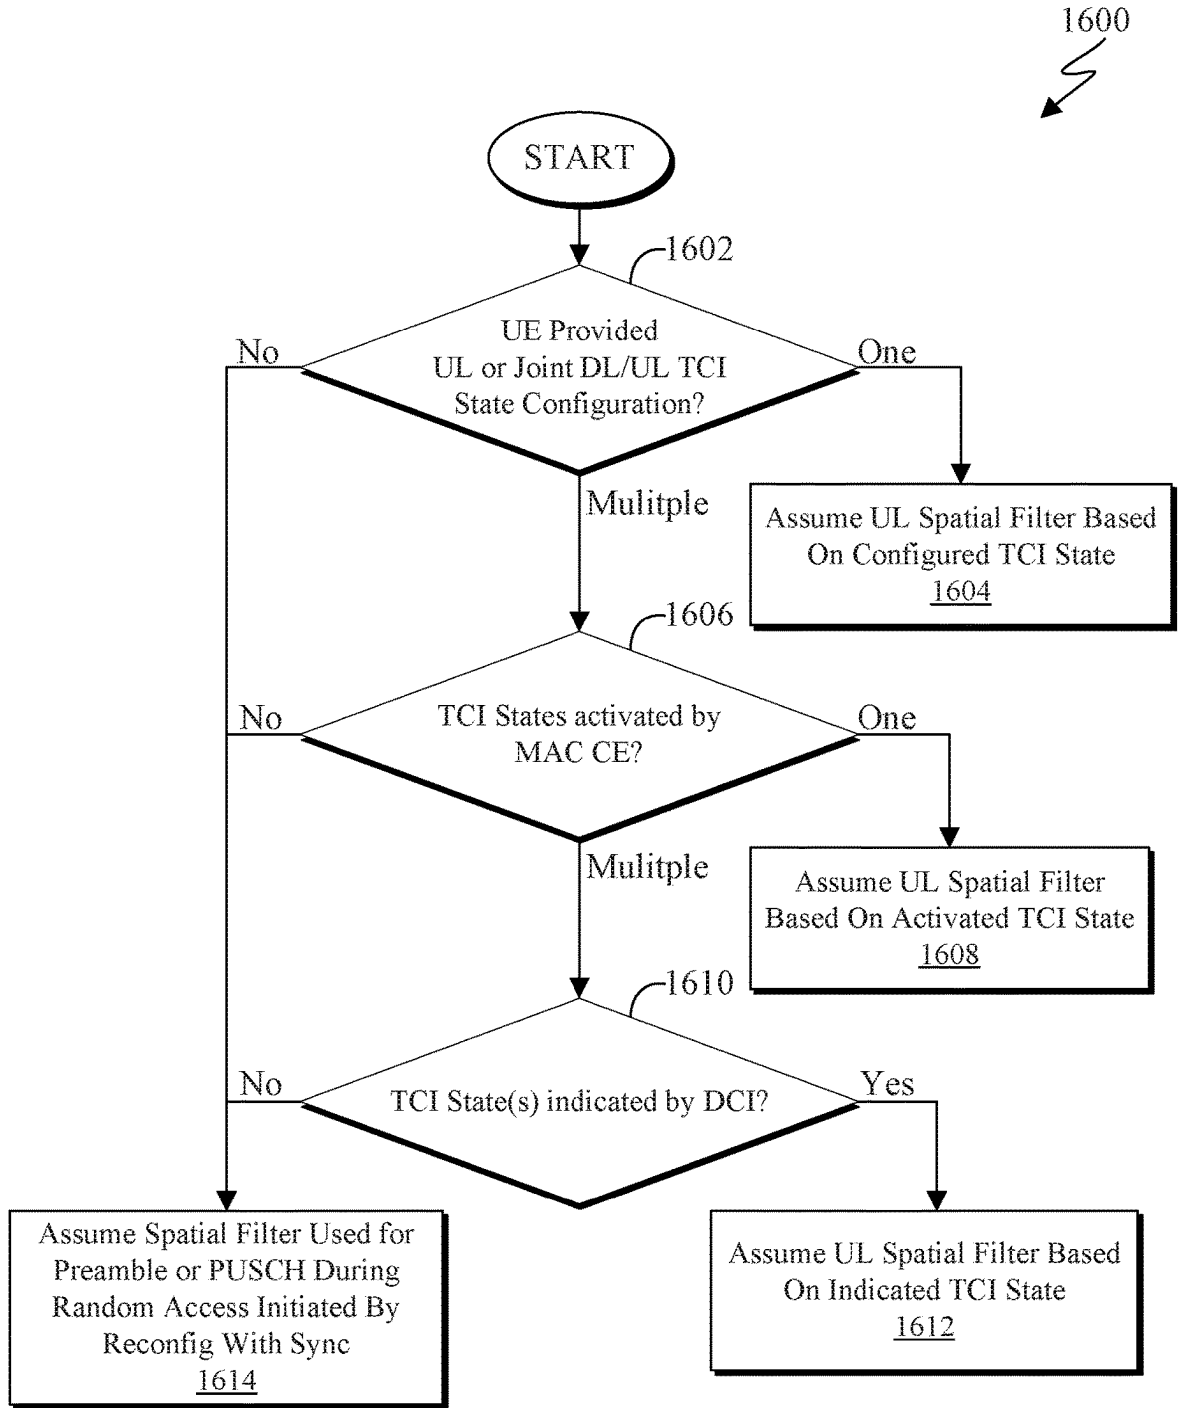 1600
START
1602
UE Provided
UL or Joint DL/UL TCI
State Configuration?
No
One
Mulitple
Assume UL Spatial Filter Based
On Configured TCI State
1604
1606
TCI States activated by
MAC CE?
No
One
Mulitple
Assume UL Spatial Filter
Based On Activated TCI State
1608
1610
TCI State(s) indicated by DCI?
No
Yes
Assume Spatial Filter Used for
Preamble or PUSCH During
Random Access Initiated By
Reconfig With Sync
1614
Assume UL Spatial Filter Based
On Indicated TCI State
1612